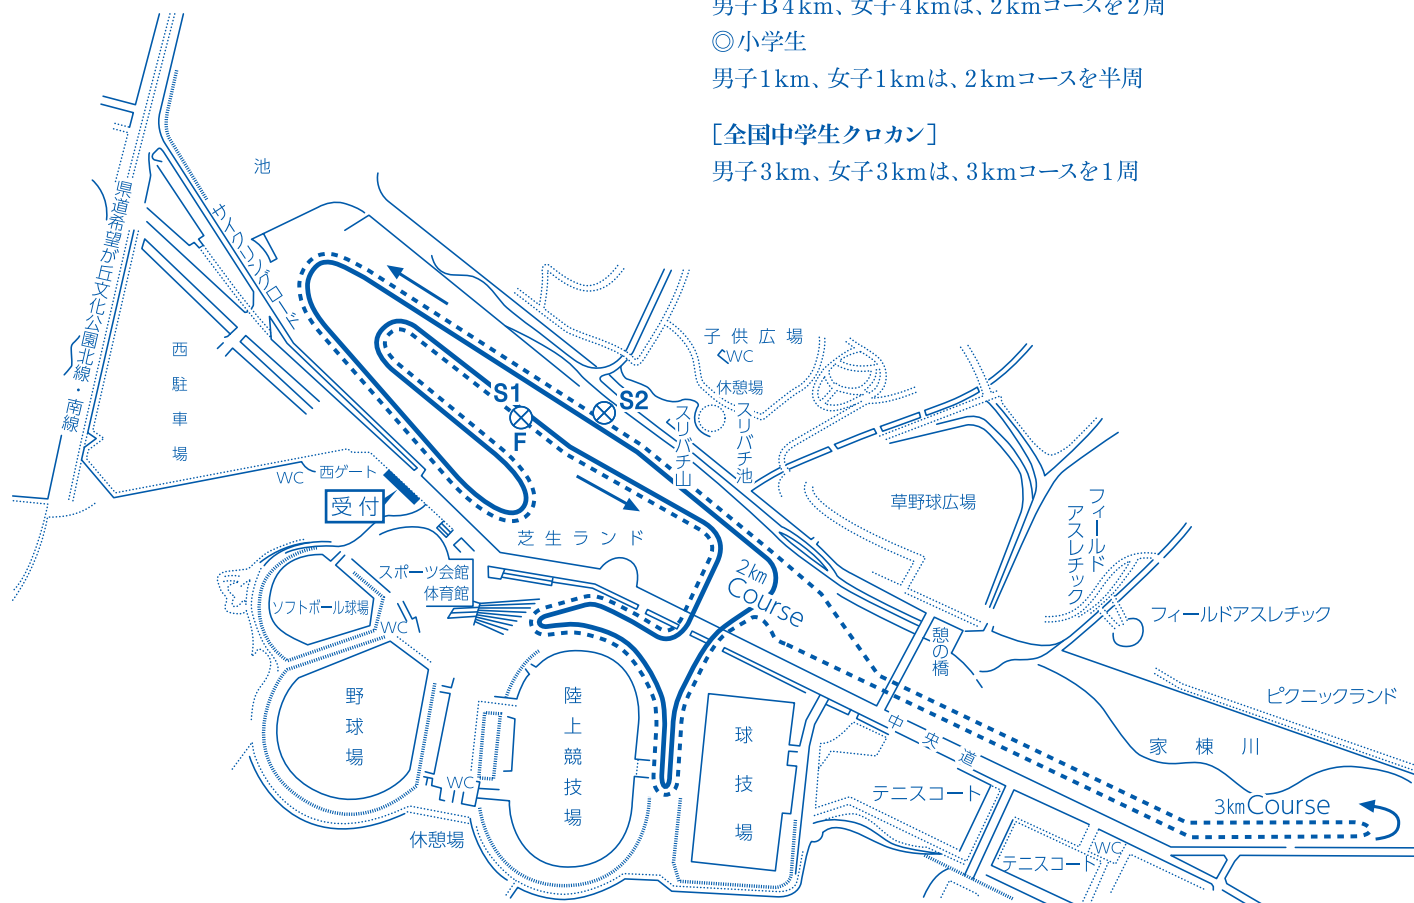 男子B4km、女子4kmは、2kmコースを2周
◎小学生
男子1km、女子1kmは、2kmコースを半周
［全国中学生クロカン］
男子3km、女子3kmは、3kmコースを1周
池
サイクリングロード
県道希望が丘文化公園北線・南線
西駐車場
子供広場
WC
休憩場
S1
S2
F
スリバチ山
スリバチ池
WC
西ゲート
受付
草野球広場
フィールドアスレチック
芝生ランド
2km Course
スポーツ会館
体育館
ソフトボール球場
WC
フィールドアスレチック
憩の橋
ピクニックランド
野球場
陸上競技場
球技場
中央道
家棟川
WC
テニスコート
3km Course
休憩場
テニスコート
WC